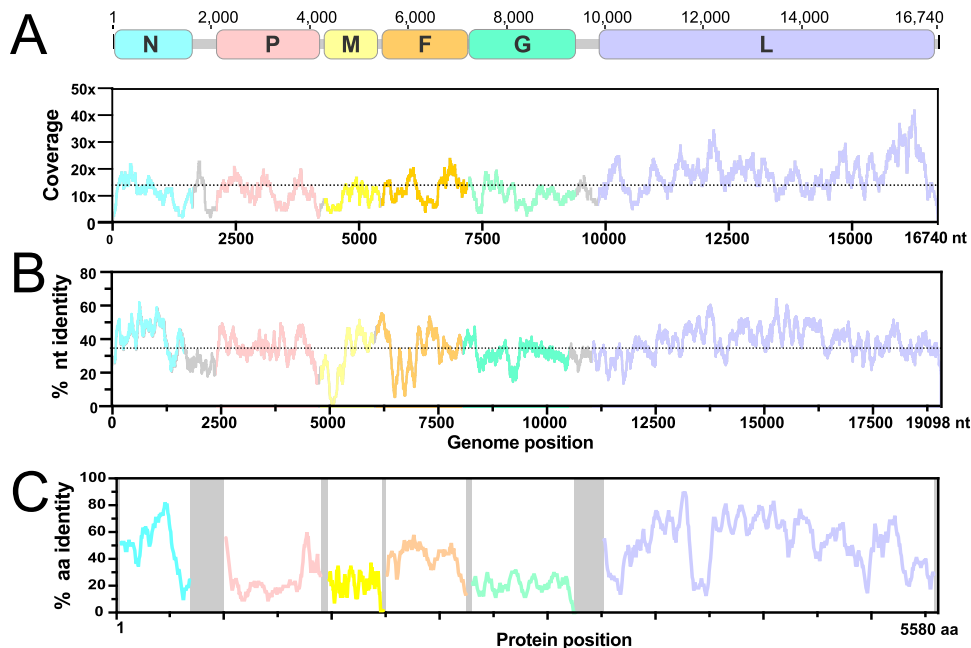 A
1 2,000 4,000 6,000 8,000 10,000 12,000 14,000 16,740
N P M F G L
Coverage
50x
40x
30x
20x
10x
0
0 2500 5000 7500 10000 12500 15000 16740 nt
B
% nt identity
80
60
40
20
0
0 2500 5000 7500 10000 12500 15000 17500 19098 nt
Genome position
C
% aa identity
100
80
60
40
20
0
1 5580 aa
Protein position